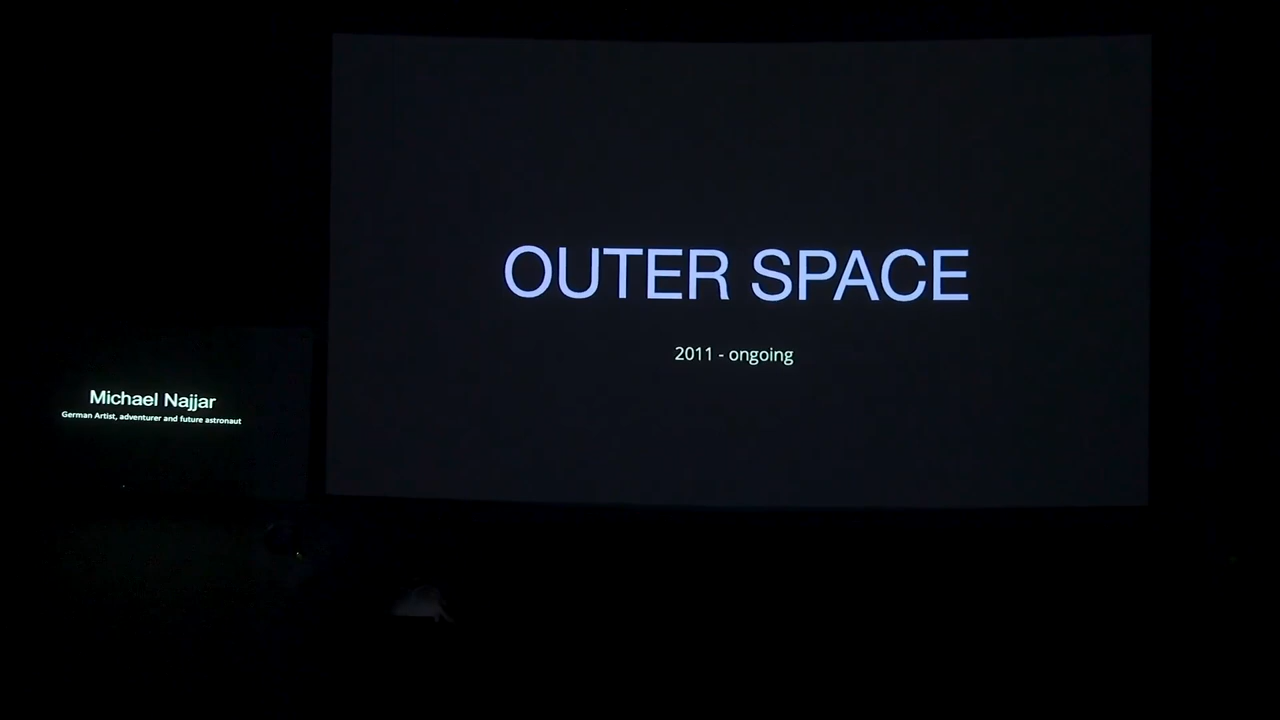 OUTER SPACE
2011 - ongoing
Michael Najjar
German Artist, adventurer and future astronaut